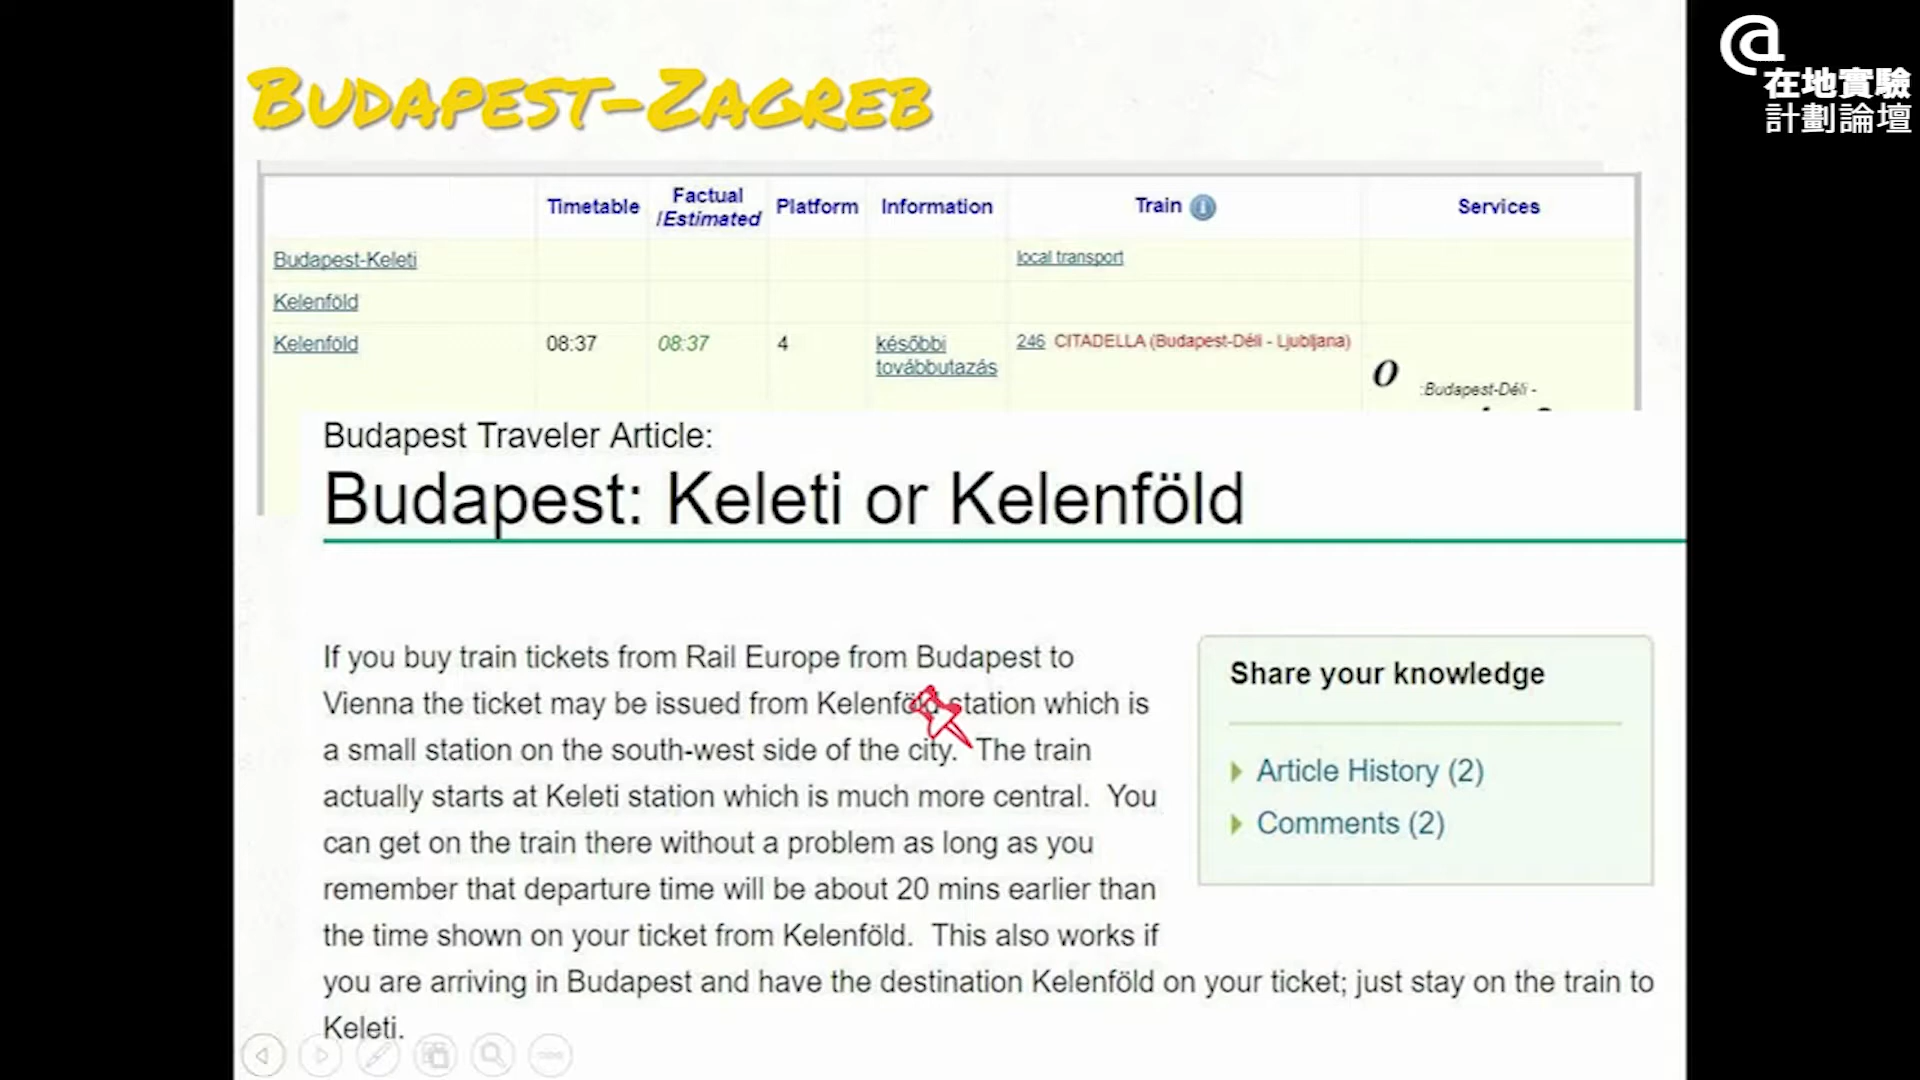 BUDAPEST-ZAGREB
在地實驗
計劃論壇
Timetable Factual /Estimated Platform Information Train Services
Budapest-Keleti local transport
Kelenföld
Kelenföld 08:37 08:37 4 későbbi továbbutazás 246 CITADELLA (Budapest-Déli - Ljubljana)
:Budapest-Déli -
Budapest Traveler Article:
Budapest: Keleti or Kelenföld
If you buy train tickets from Rail Europe from Budapest to
Vienna the ticket may be issued from Kelenföld station which is
a small station on the south-west side of the city. The train
actually starts at Keleti station which is much more central. You
can get on the train there without a problem as long as you
remember that departure time will be about 20 mins earlier than
the time shown on your ticket from Kelenföld. This also works if
you are arriving in Budapest and have the destination Kelenföld on your ticket; just stay on the train to
Keleti.
Share your knowledge
Article History (2)
Comments (2)